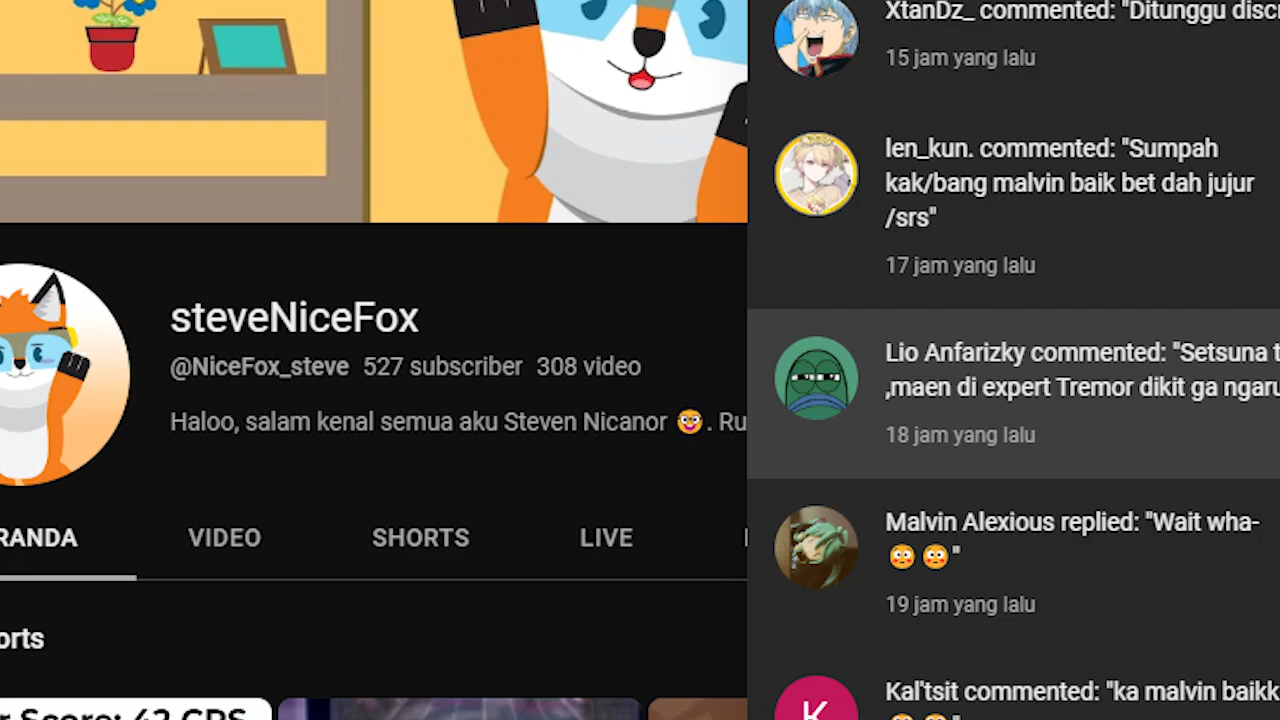 steveNiceFox
@NiceFox_steve 527 subscriber 308 video
Haloo, salam kenal semua aku Steven Nicanor 🤓. Ru
RANDA VIDEO SHORTS LIVE
orts
r Score: 42 CPS
XtanDz_ commented: "Ditunggu disc
15 jam yang lalu
len_kun. commented: "Sumpah
kak/bang malvin baik bet dah jujur
/srs"
17 jam yang lalu
Lio Anfarizky commented: "Setsuna t
,maen di expert Tremor dikit ga ngaru
18 jam yang lalu
Malvin Alexious replied: "Wait wha-
😳😳"
19 jam yang lalu
K
Kal'tsit commented: "ka malvin baikk